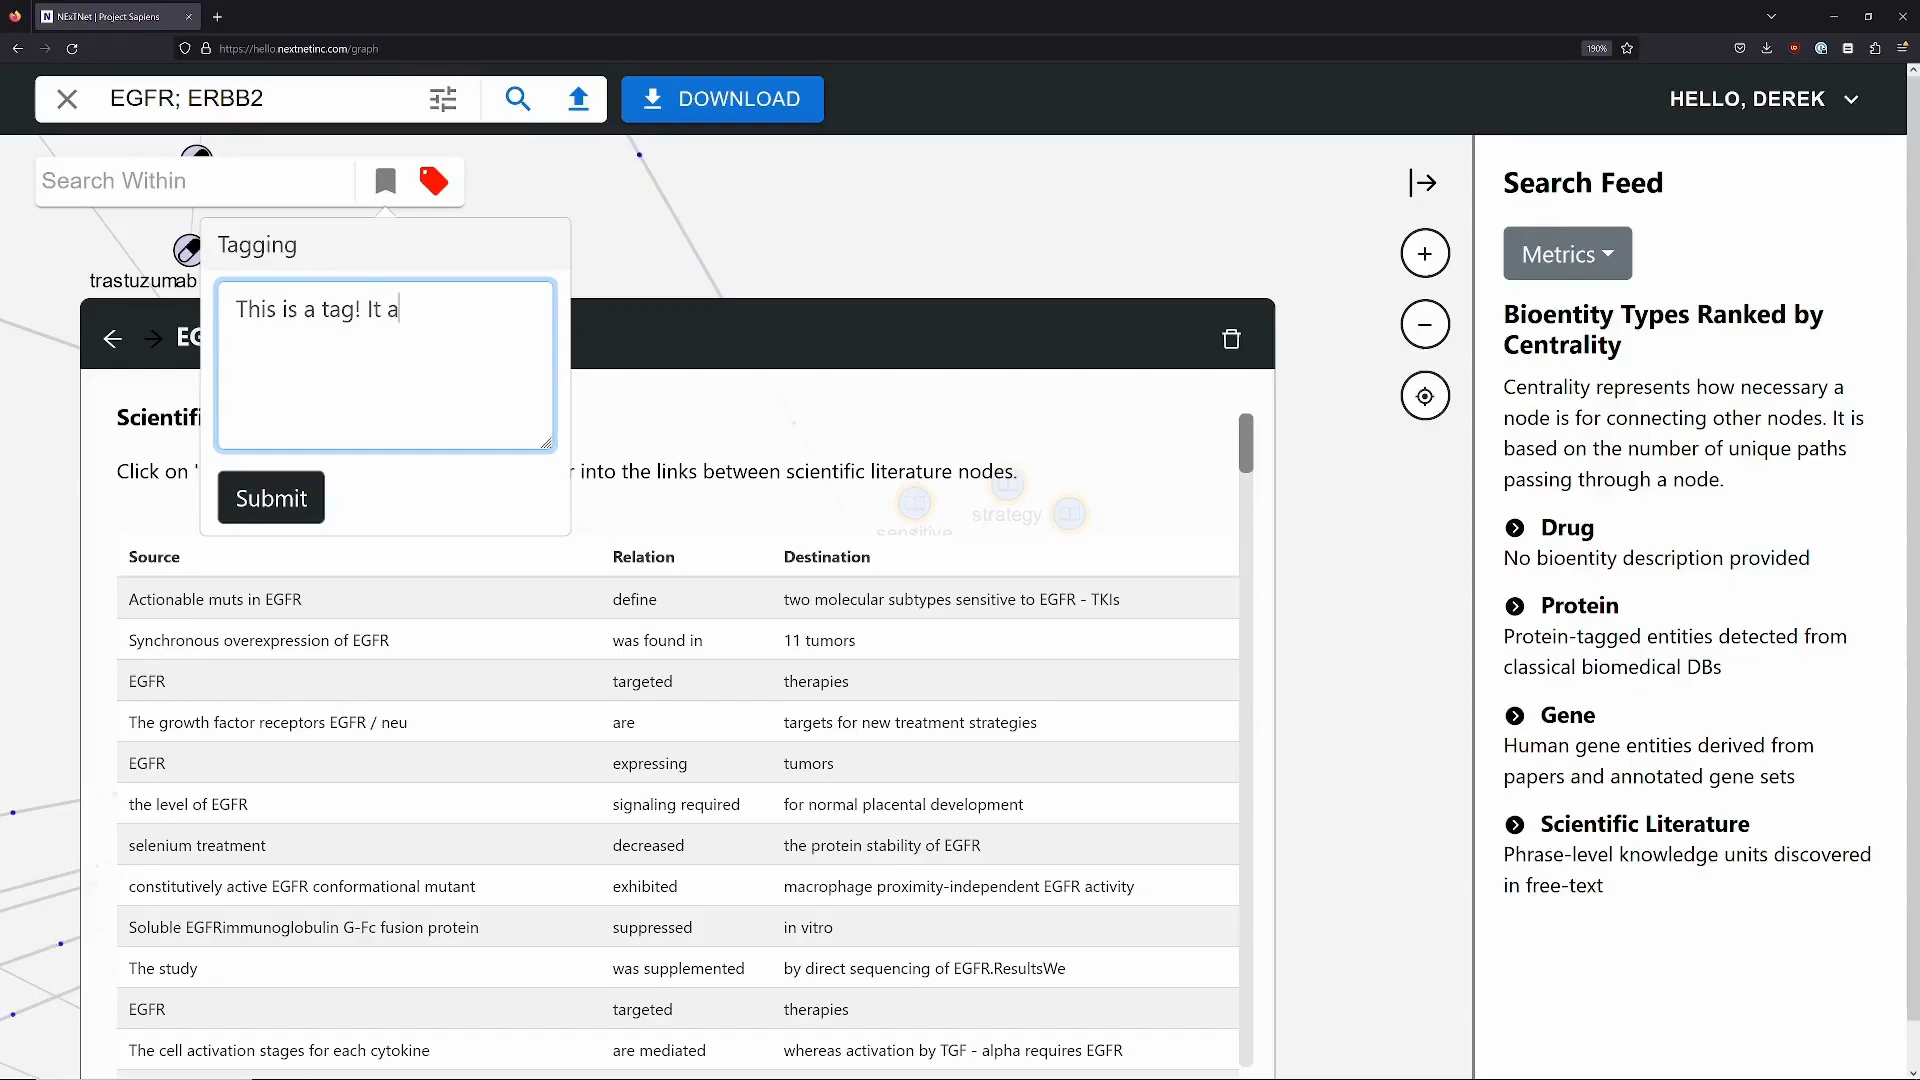 NExTNet | Project Sapiens
https://hello.nextnetinc.com/graph
190%
EGFR; ERBB2
DOWNLOAD
HELLO, DEREK
Search Within
Tagging
This is a tag! It a
Submit
trastuzumab
Click on '
r into the links between scientific literature nodes.
sensitive
strategy
Source Relation Destination
Actionable muts in EGFR define two molecular subtypes sensitive to EGFR - TKIs
Synchronous overexpression of EGFR was found in 11 tumors
EGFR targeted therapies
The growth factor receptors EGFR / neu are targets for new treatment strategies
EGFR expressing tumors
the level of EGFR signaling required for normal placental development
selenium treatment decreased the protein stability of EGFR
constitutively active EGFR conformational mutant exhibited macrophage proximity-independent EGFR activity
Soluble EGFRimmunoglobulin G-Fc fusion protein suppressed in vitro
The study was supplemented by direct sequencing of EGFR.ResultsWe
EGFR targeted therapies
The cell activation stages for each cytokine are mediated whereas activation by TGF - alpha requires EGFR
Search Feed
Metrics
Bioentity Types Ranked by
Centrality
Centrality represents how necessary a
node is for connecting other nodes. It is
based on the number of unique paths
passing through a node.
Drug
No bioentity description provided
Protein
Protein-tagged entities detected from
classical biomedical DBs
Gene
Human gene entities derived from
papers and annotated gene sets
Scientific Literature
Phrase-level knowledge units discovered
in free-text